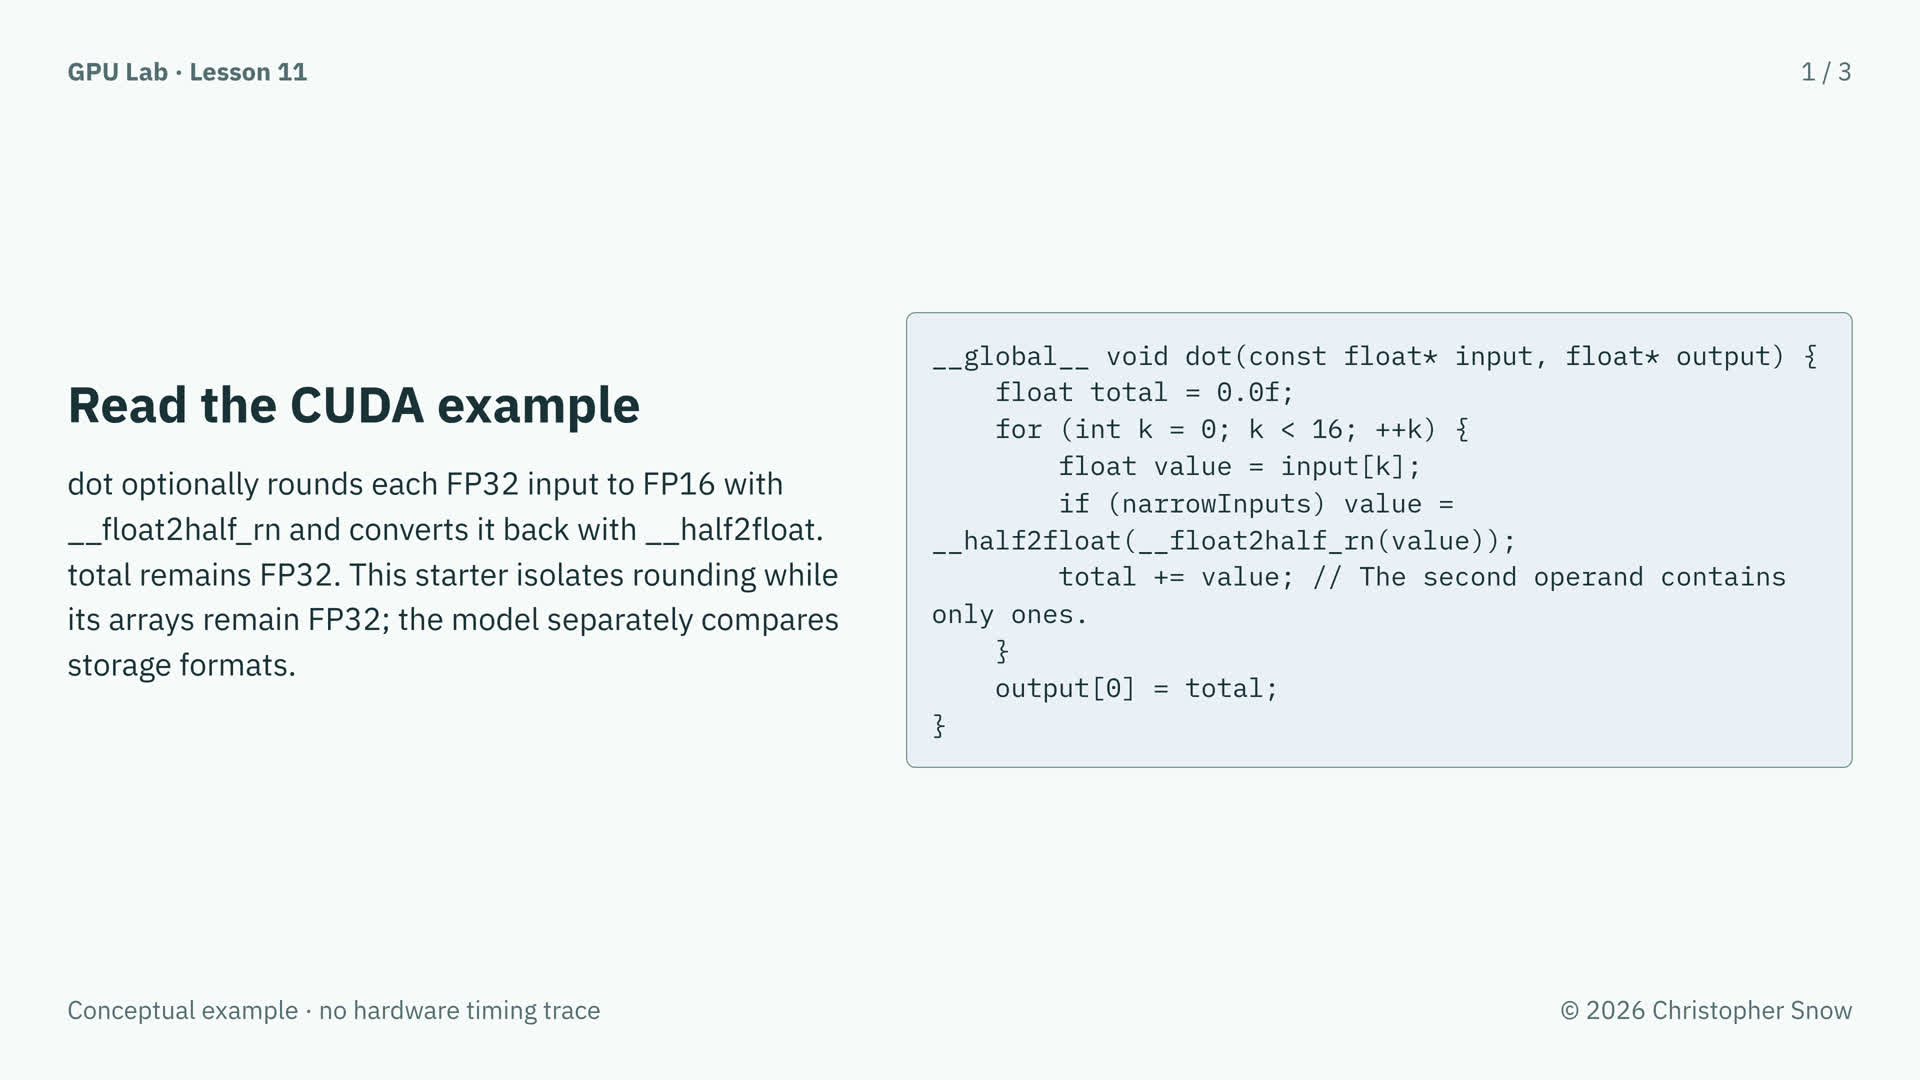 GPU Lab · Lesson 11
1 / 3
Read the CUDA example
dot optionally rounds each FP32 input to FP16 with
__float2half_rn and converts it back with __half2float.
total remains FP32. This starter isolates rounding while
its arrays remain FP32; the model separately compares
storage formats.
__global__ void dot(const float* input, float* output) {
    float total = 0.0f;
    for (int k = 0; k < 16; ++k) {
        float value = input[k];
        if (narrowInputs) value =
__half2float(__float2half_rn(value));
        total += value; // The second operand contains
only ones.
    }
    output[0] = total;
}
Conceptual example · no hardware timing trace
© 2026 Christopher Snow